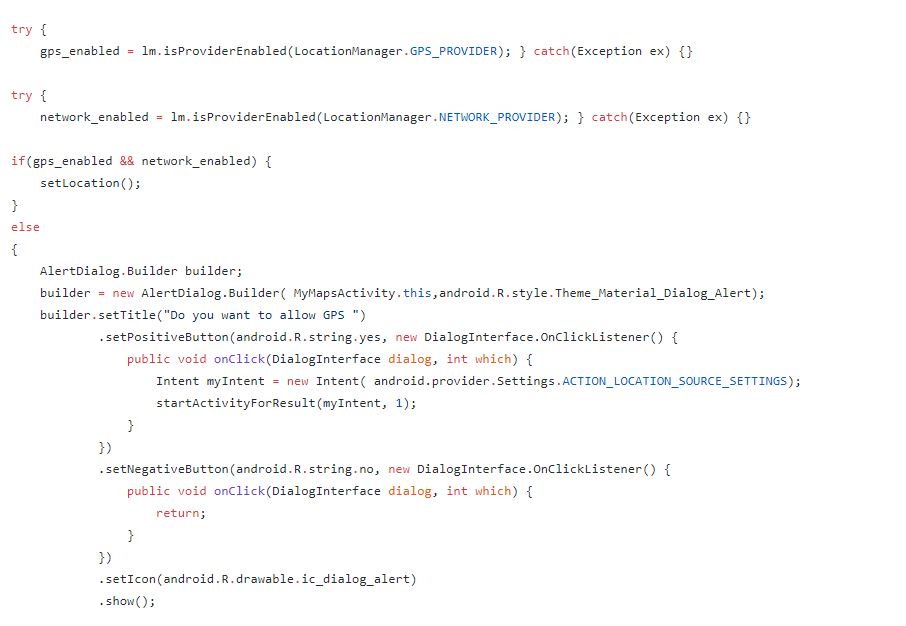 try {
    gps_enabled = lm.isProviderEnabled(LocationManager.GPS_PROVIDER); } catch(Exception ex) {}
try {
    network_enabled = lm.isProviderEnabled(LocationManager.NETWORK_PROVIDER); } catch(Exception ex) {}
if(gps_enabled && network_enabled) {
    setLocation();
}
else
{
    AlertDialog.Builder builder;
    builder = new AlertDialog.Builder( MyMapsActivity.this,android.R.style.Theme_Material_Dialog_Alert);
    builder.setTitle("Do you want to allow GPS ")
            .setPositiveButton(android.R.string.yes, new DialogInterface.OnClickListener() {
                public void onClick(DialogInterface dialog, int which) {
                    Intent myIntent = new Intent( android.provider.Settings.ACTION_LOCATION_SOURCE_SETTINGS);
                    startActivityForResult(myIntent, 1);
                }
            })
            .setNegativeButton(android.R.string.no, new DialogInterface.OnClickListener() {
                public void onClick(DialogInterface dialog, int which) {
                    return;
                }
            })
            .setIcon(android.R.drawable.ic_dialog_alert)
            .show();